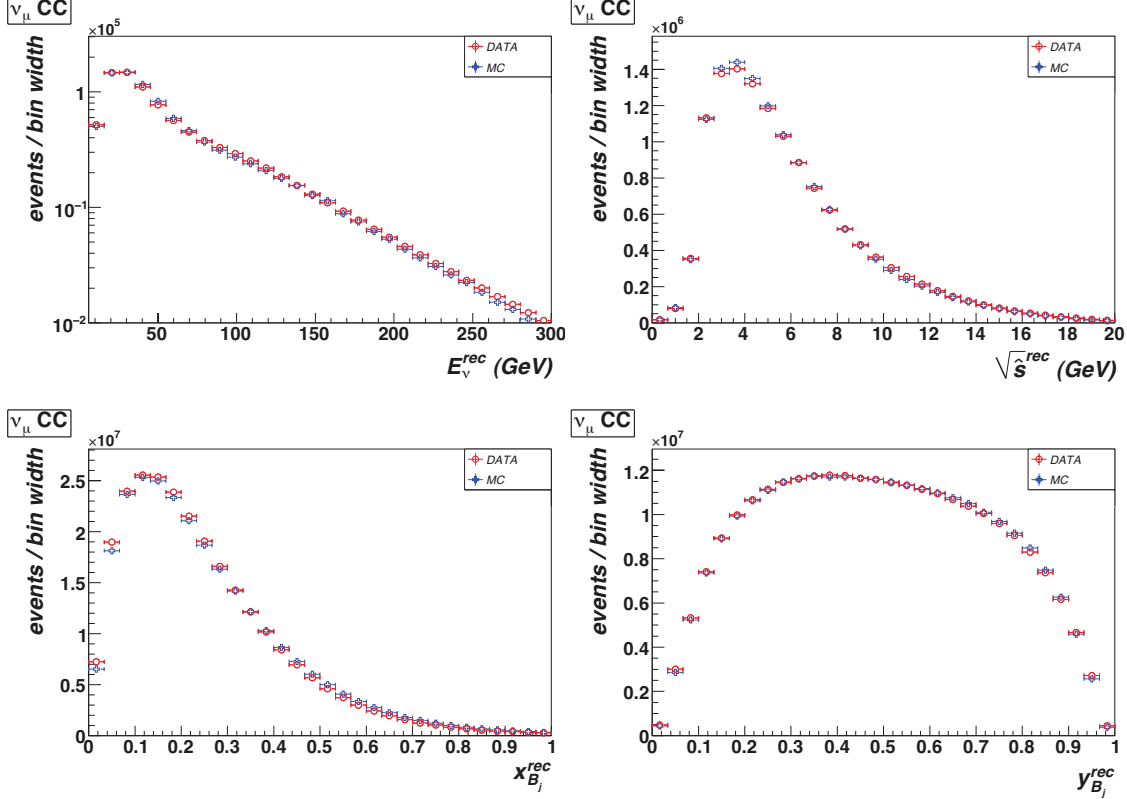 ν_μ CC
×10^5
DATA
MC
events / bin width
1
10^-1
10^-2
50 100 150 200 250 300
E_ν^rec (GeV)
ν_μ CC
×10^6
DATA
MC
events / bin width
1.4
1.2
1
0.8
0.6
0.4
0.2
0
0 2 4 6 8 10 12 14 16 18 20
√ŝ^rec (GeV)
ν_μ CC
×10^7
DATA
MC
events / bin width
2.5
2
1.5
1
0.5
0
0 0.1 0.2 0.3 0.4 0.5 0.6 0.7 0.8 0.9 1
x_Bj^rec
ν_μ CC
×10^7
DATA
MC
events / bin width
1.2
1
0.8
0.6
0.4
0.2
0
0 0.1 0.2 0.3 0.4 0.5 0.6 0.7 0.8 0.9 1
y_Bj^rec